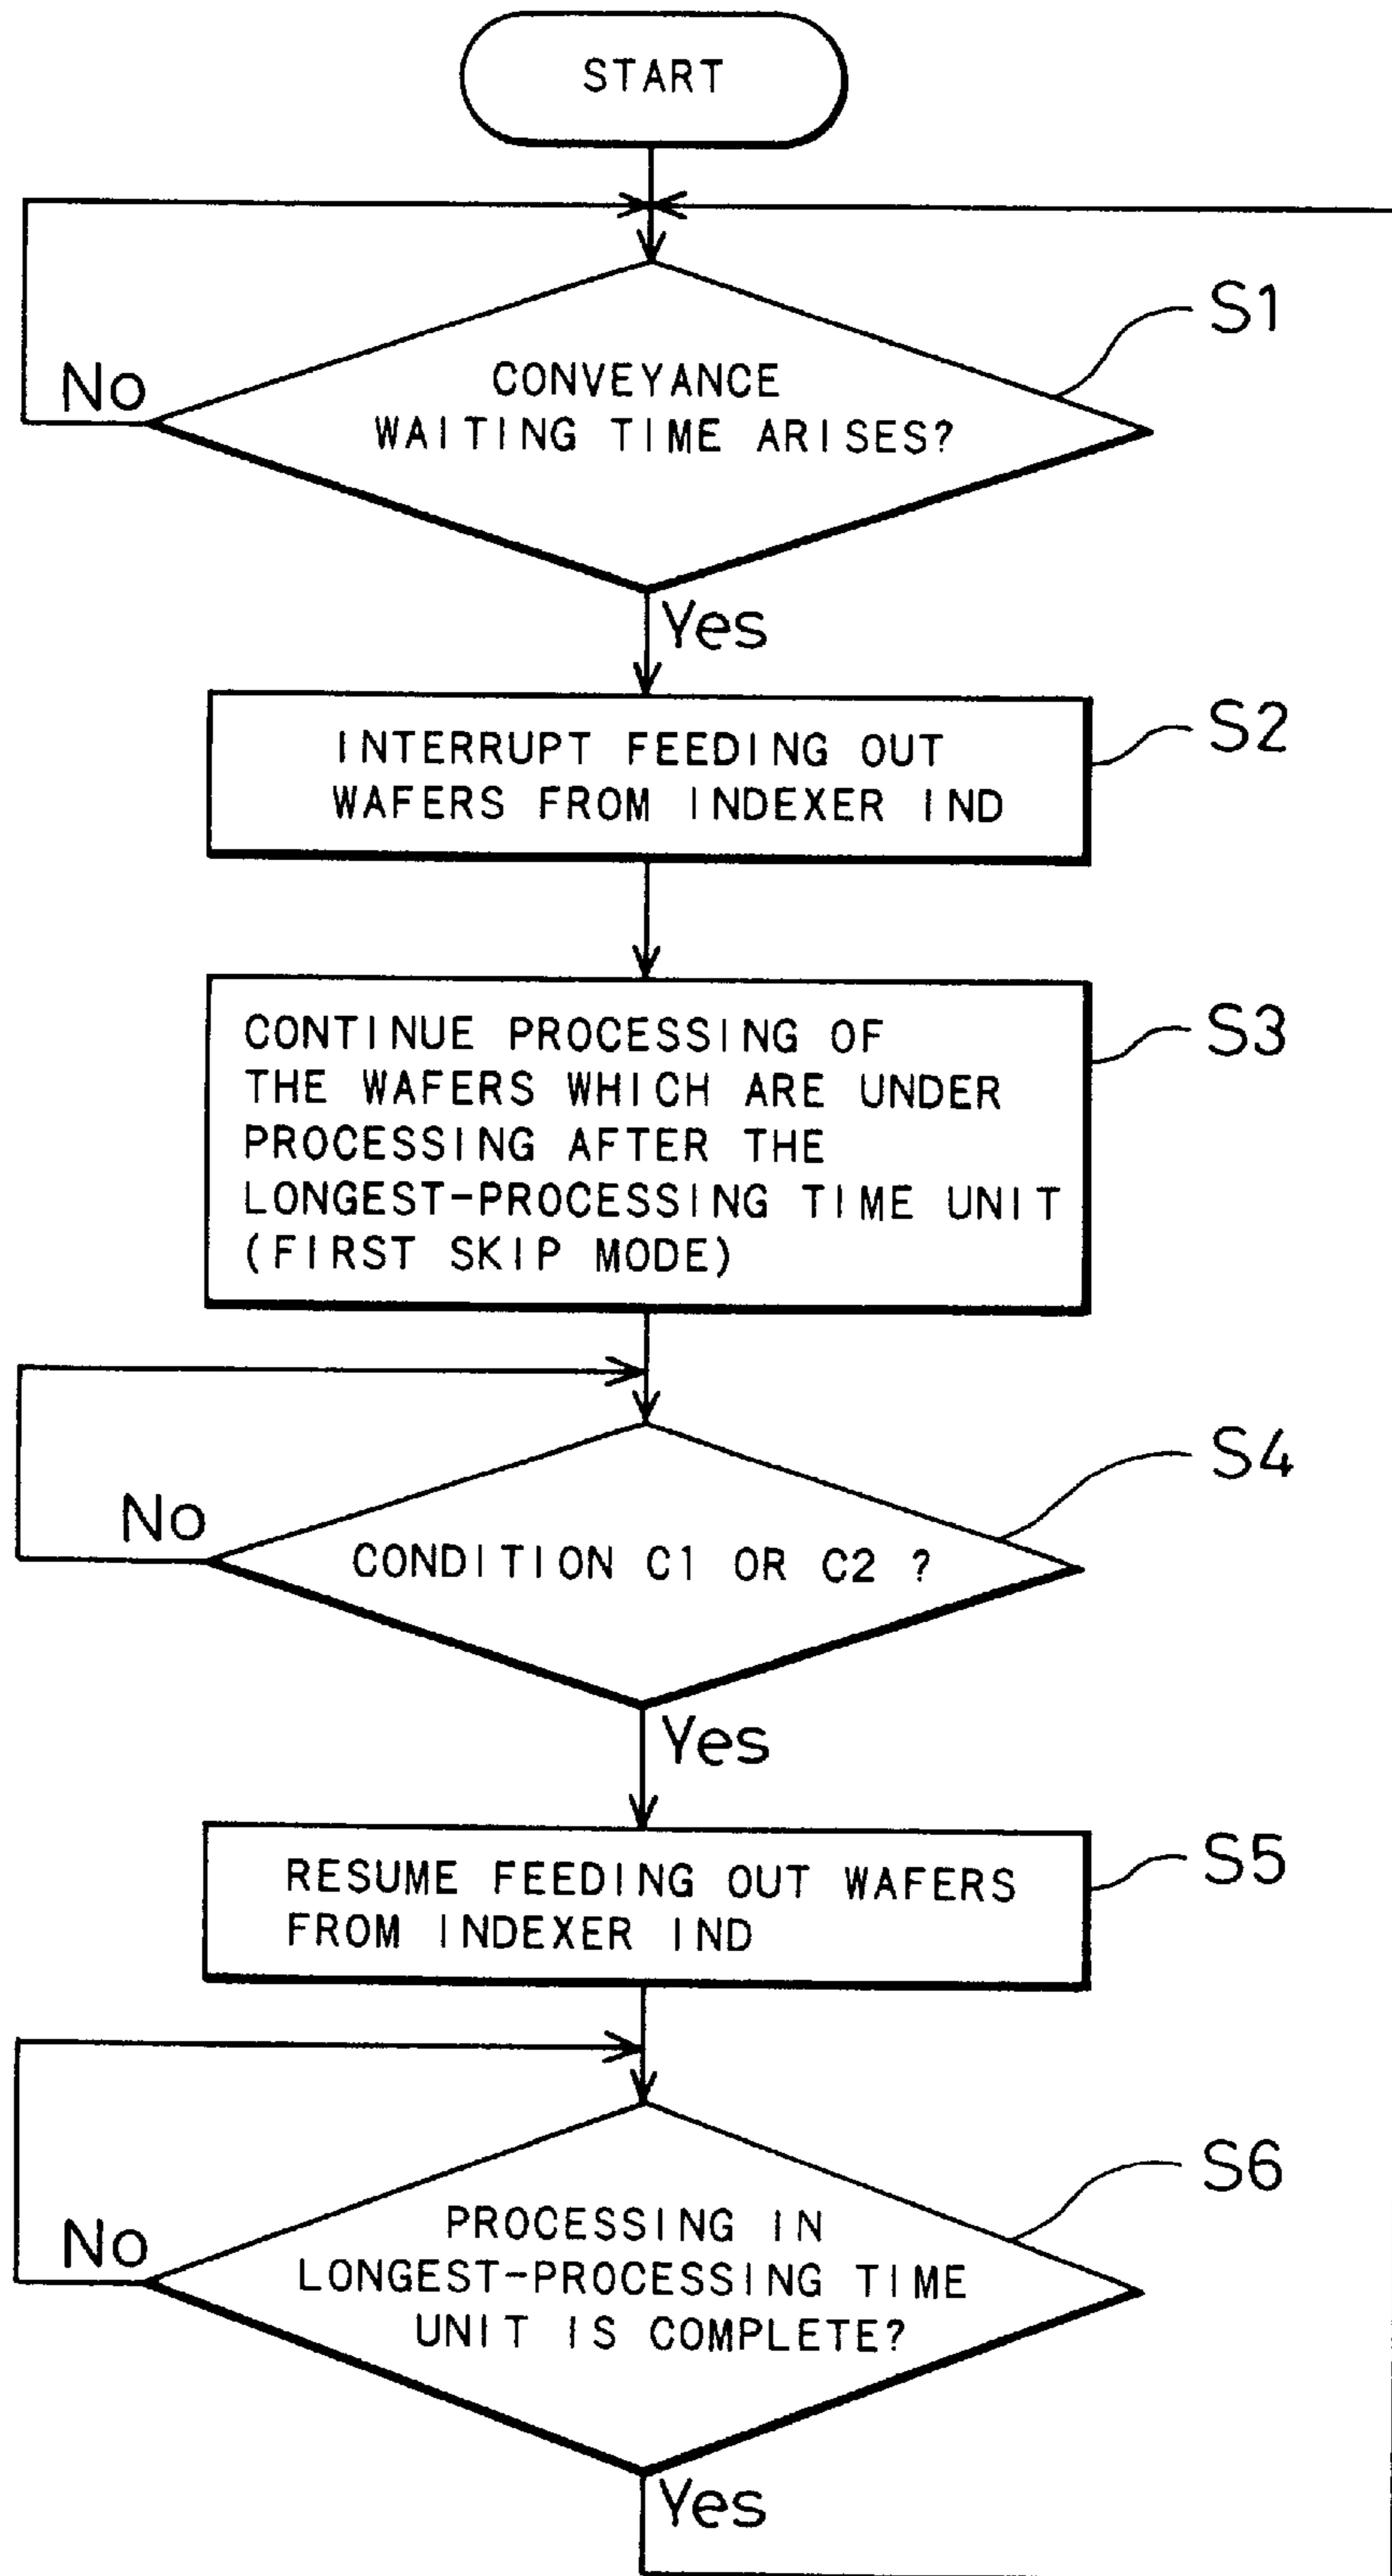 START
S1
CONVEYANCE
WAITING TIME ARISES?
No
Yes
S2
INTERRUPT FEEDING OUT
WAFERS FROM INDEXER IND
S3
CONTINUE PROCESSING OF
THE WAFERS WHICH ARE UNDER
PROCESSING AFTER THE
LONGEST-PROCESSING TIME UNIT
(FIRST SKIP MODE)
S4
No
CONDITION C1 OR C2 ?
Yes
S5
RESUME FEEDING OUT WAFERS
FROM INDEXER IND
S6
PROCESSING IN
No
LONGEST-PROCESSING TIME
UNIT IS COMPLETE?
Yes